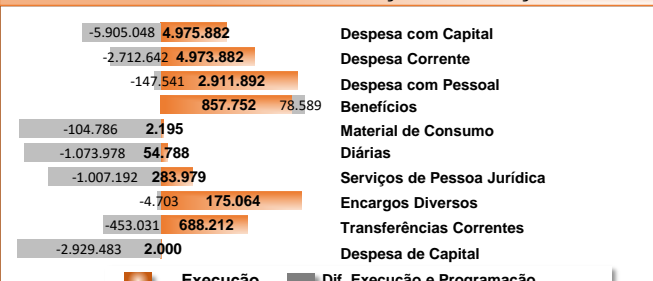 -5.905.048 4.975.882 Despesa com Capital
-2.712.642 4.973.882 Despesa Corrente
-147.541 2.911.892 Despesa com Pessoal
857.752 78.589 Benefícios
-104.786 2.195 Material de Consumo
-1.073.978 54.788 Diárias
-1.007.192 283.979 Serviços de Pessoa Jurídica
-4.703 175.064 Encargos Diversos
-453.031 688.212 Transferências Correntes
-2.929.483 2.000 Despesa de Capital
Execução Dif. Execução e Programação